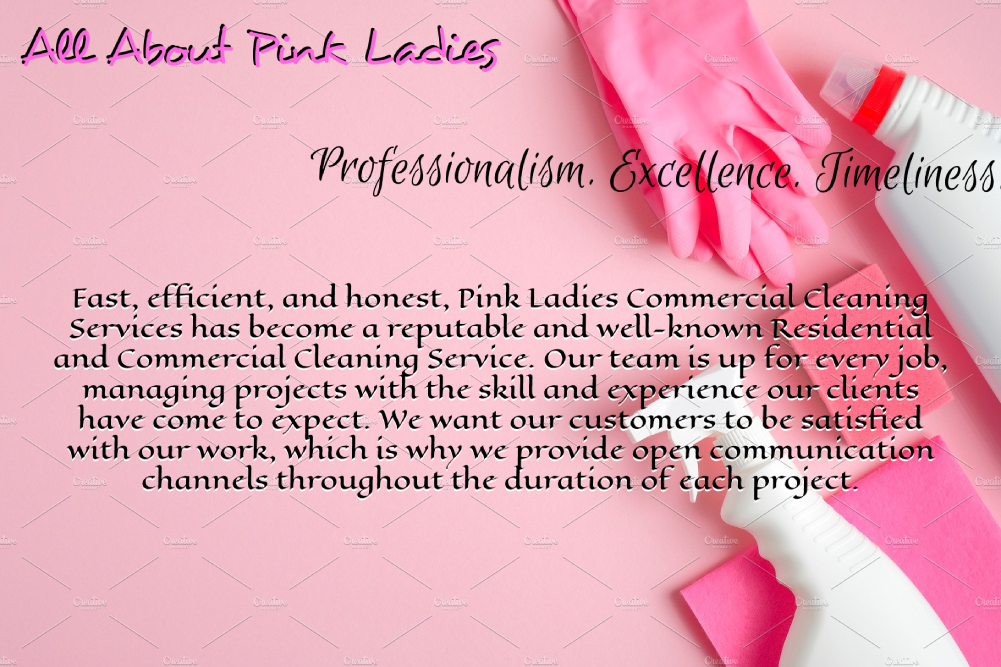 All About Pink Ladies
Professionalism. Excellence. Timeliness.
Fast, efficient, and honest, Pink Ladies Commercial Cleaning
Services has become a reputable and well-known Residential
and Commercial Cleaning Service. Our team is up for every job,
managing projects with the skill and experience our clients
have come to expect. We want our customers to be satisfied
with our work, which is why we provide open communication
channels throughout the duration of each project.